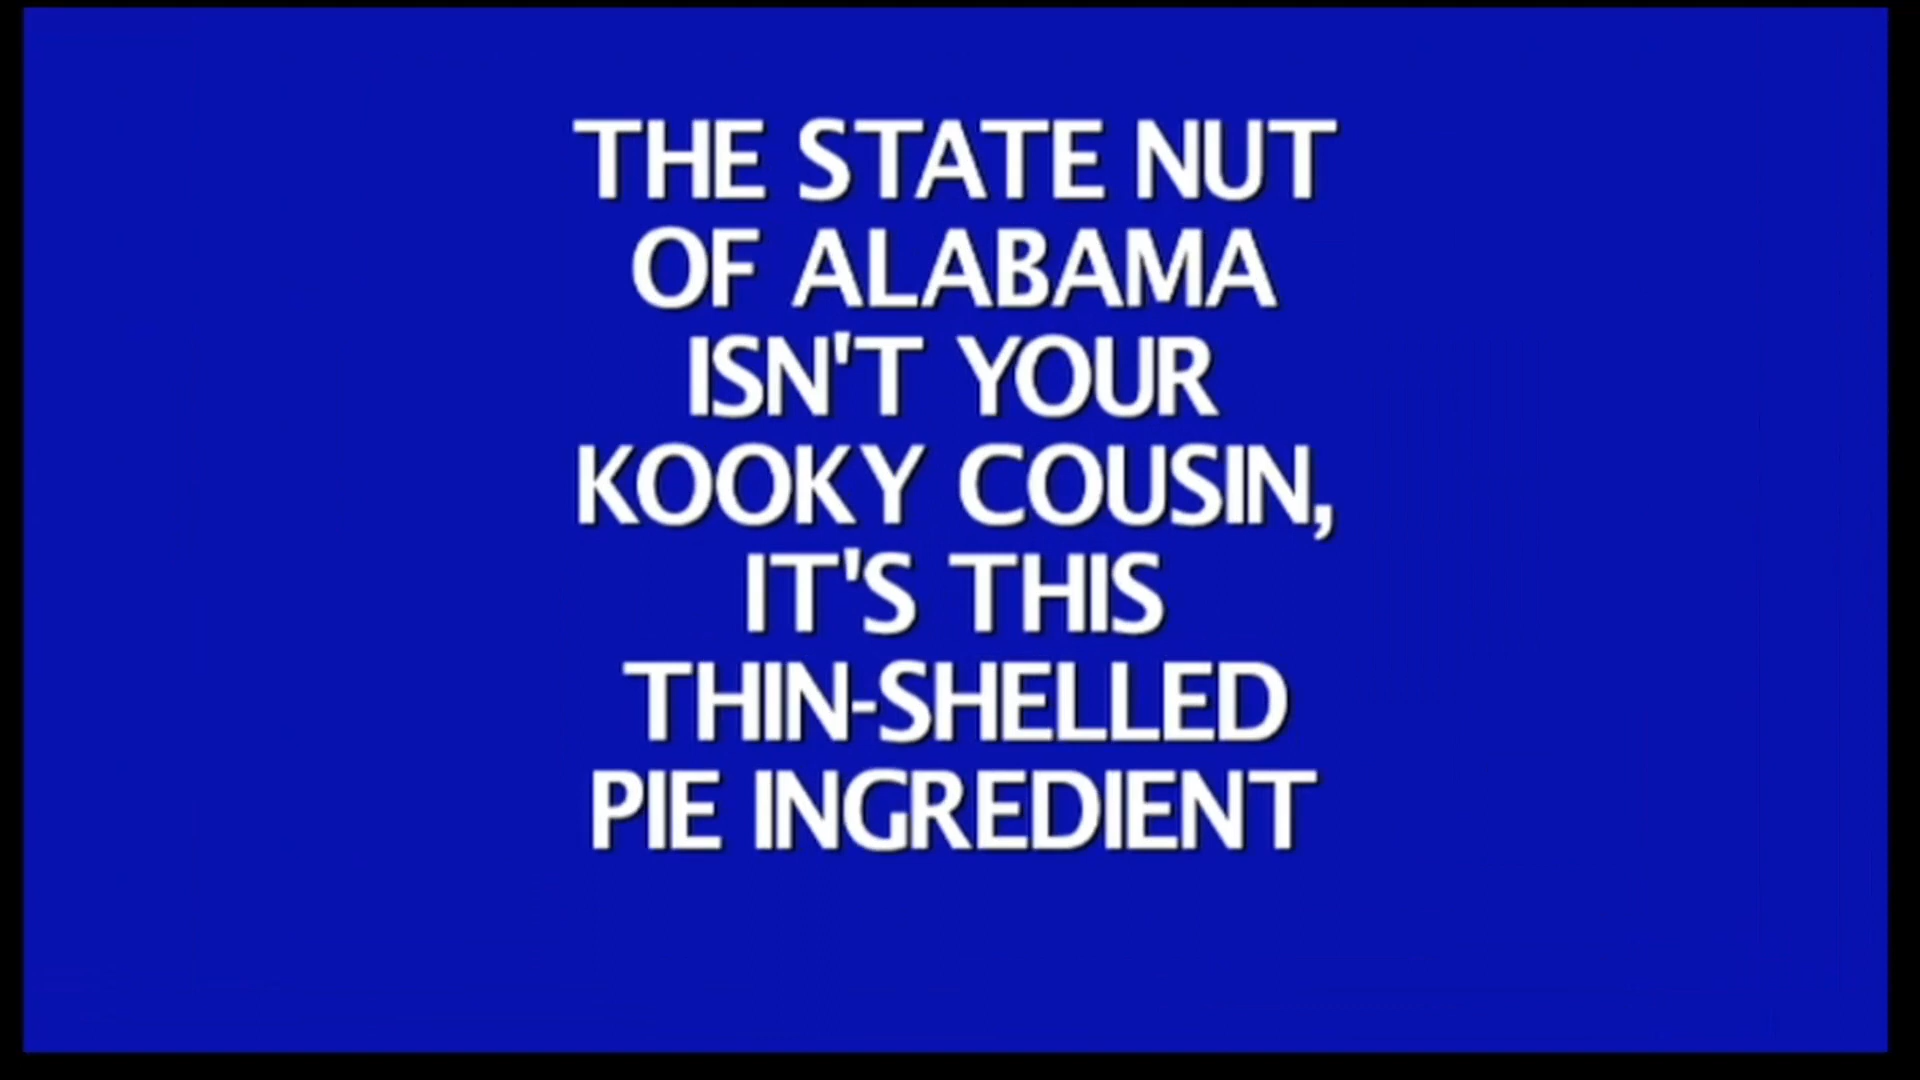 THE STATE NUT
OF ALABAMA
ISN'T YOUR
KOOKY COUSIN,
IT'S THIS
THIN-SHELLED
PIE INGREDIENT